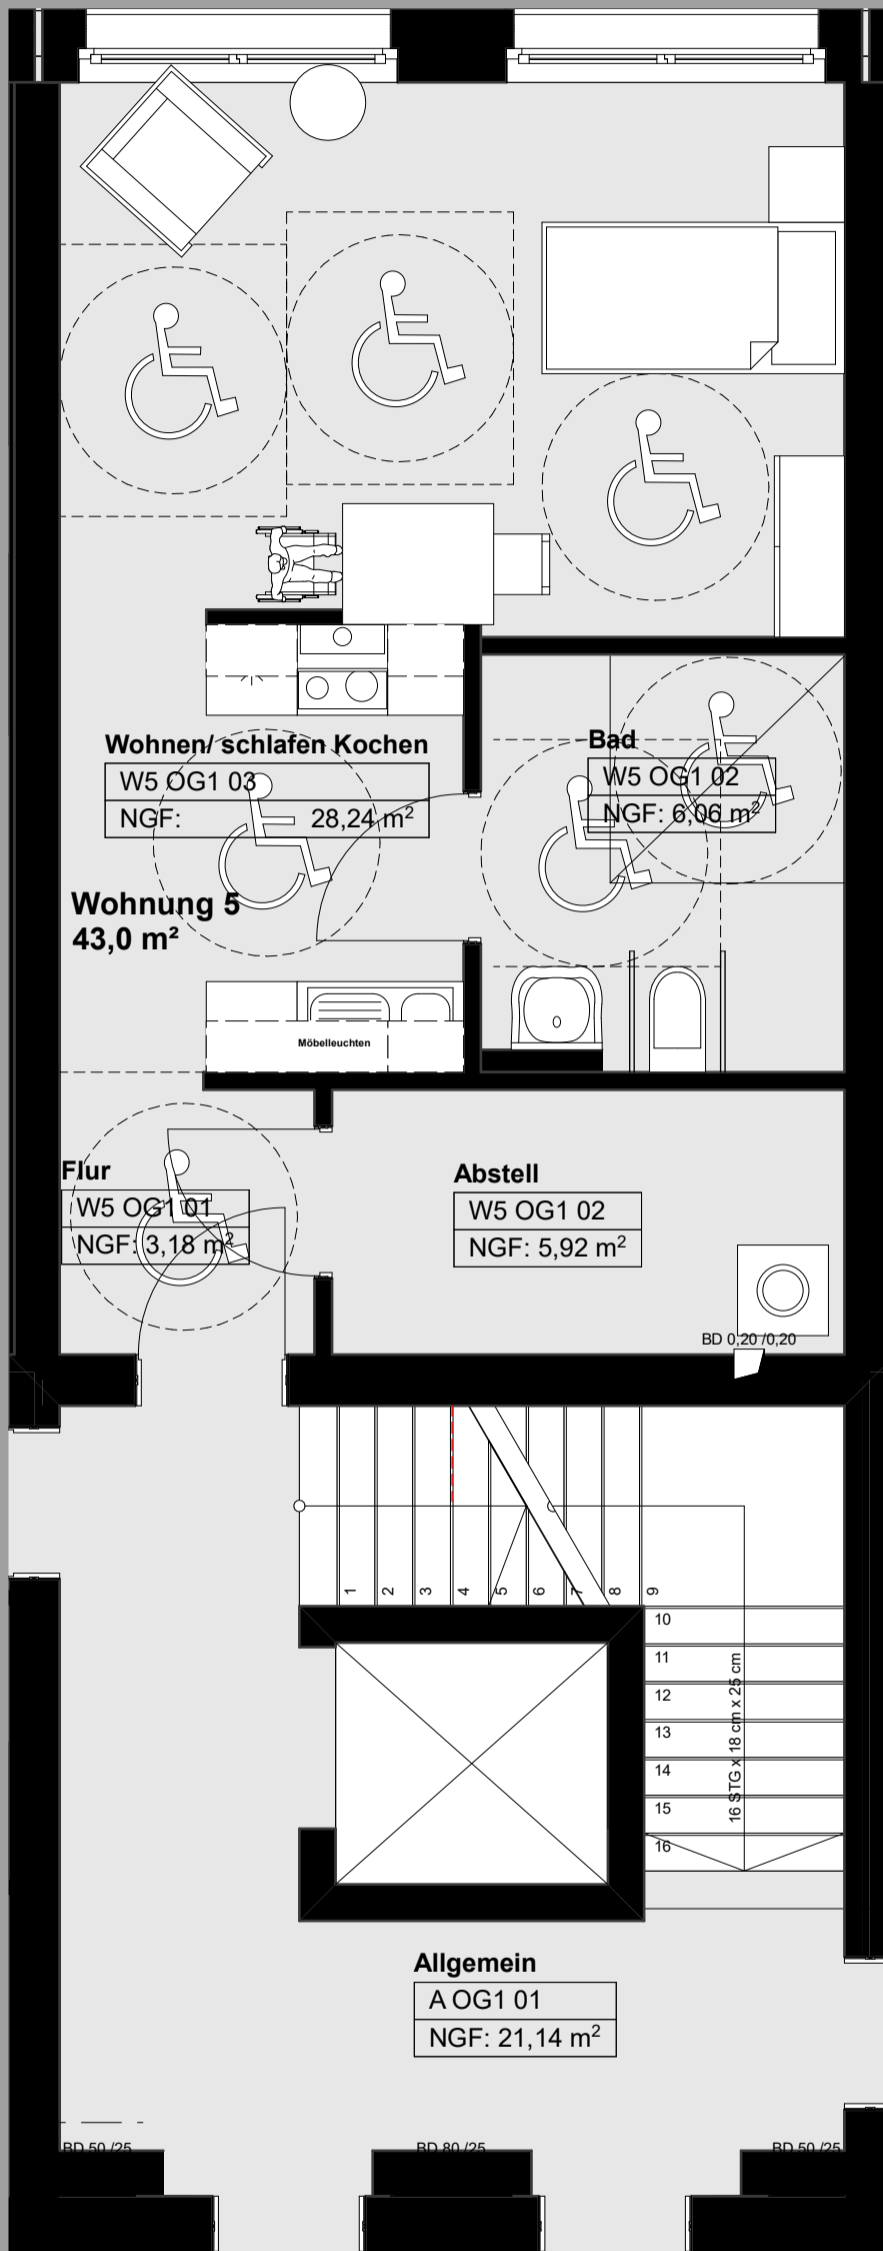 Wohnen/ schlafen Kochen
W5 OG1 03
NGF: 28,24 m²
Bad
W5 OG1 02
NGF: 6,06 m²
Wohnung 5
43,0 m²
Möbelleuchten
Flur
W5 OG1 01
NGF: 3,18 m²
Abstell
W5 OG1 02
NGF: 5,92 m²
BD 0,20 /0,20
1
2
3
4
5
6
7
8
9
10
11
12
13
14
15
16
16 STG x 18 cm x 25 cm
Allgemein
A OG1 01
NGF: 21,14 m²
BD 50 /25
BD 80 /25
BD 50 /25